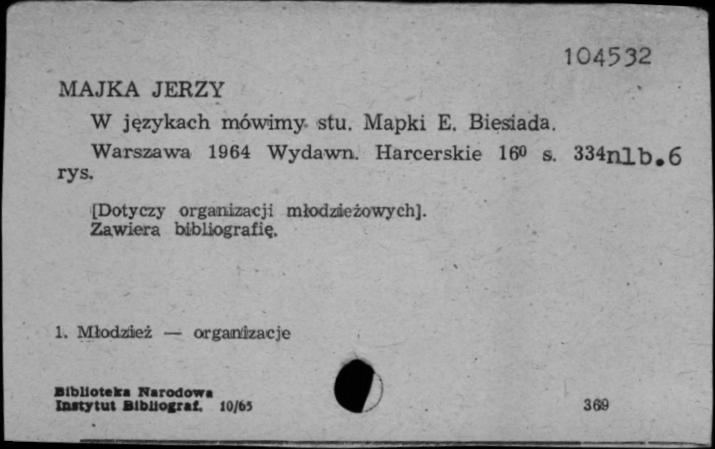 104532
MAJKA JERZY
W językach mówimy stu. Mapki E. Biesiada.
Warszawa 1964 Wydawn. Harcerskie 16º s. 334nlb.6
rys.
[Dotyczy organizacji młodzieżowych].
Zawiera bibliografię.
1. Młodzież — organizacje
Biblioteka Narodowa
Instytut Bibliograf. 10/65
369